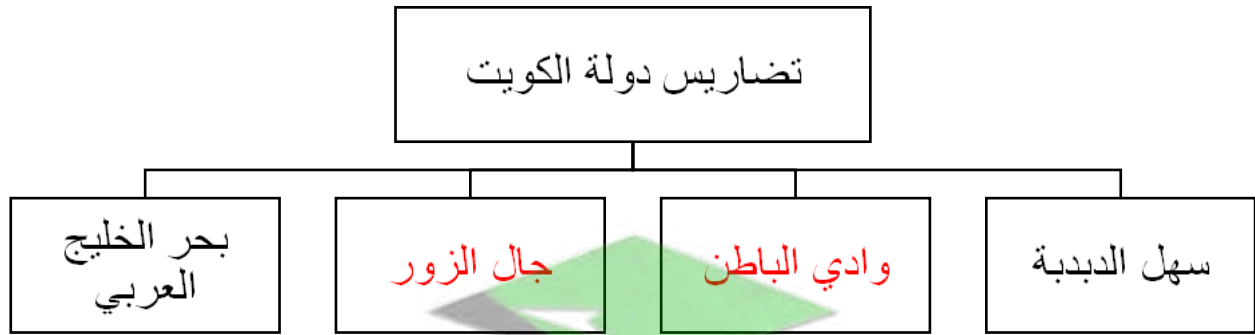 تضاريس دولة الكويت
سهل الدبدبة
وادي الباطن
جال الزور
بحر الخليج
العربي